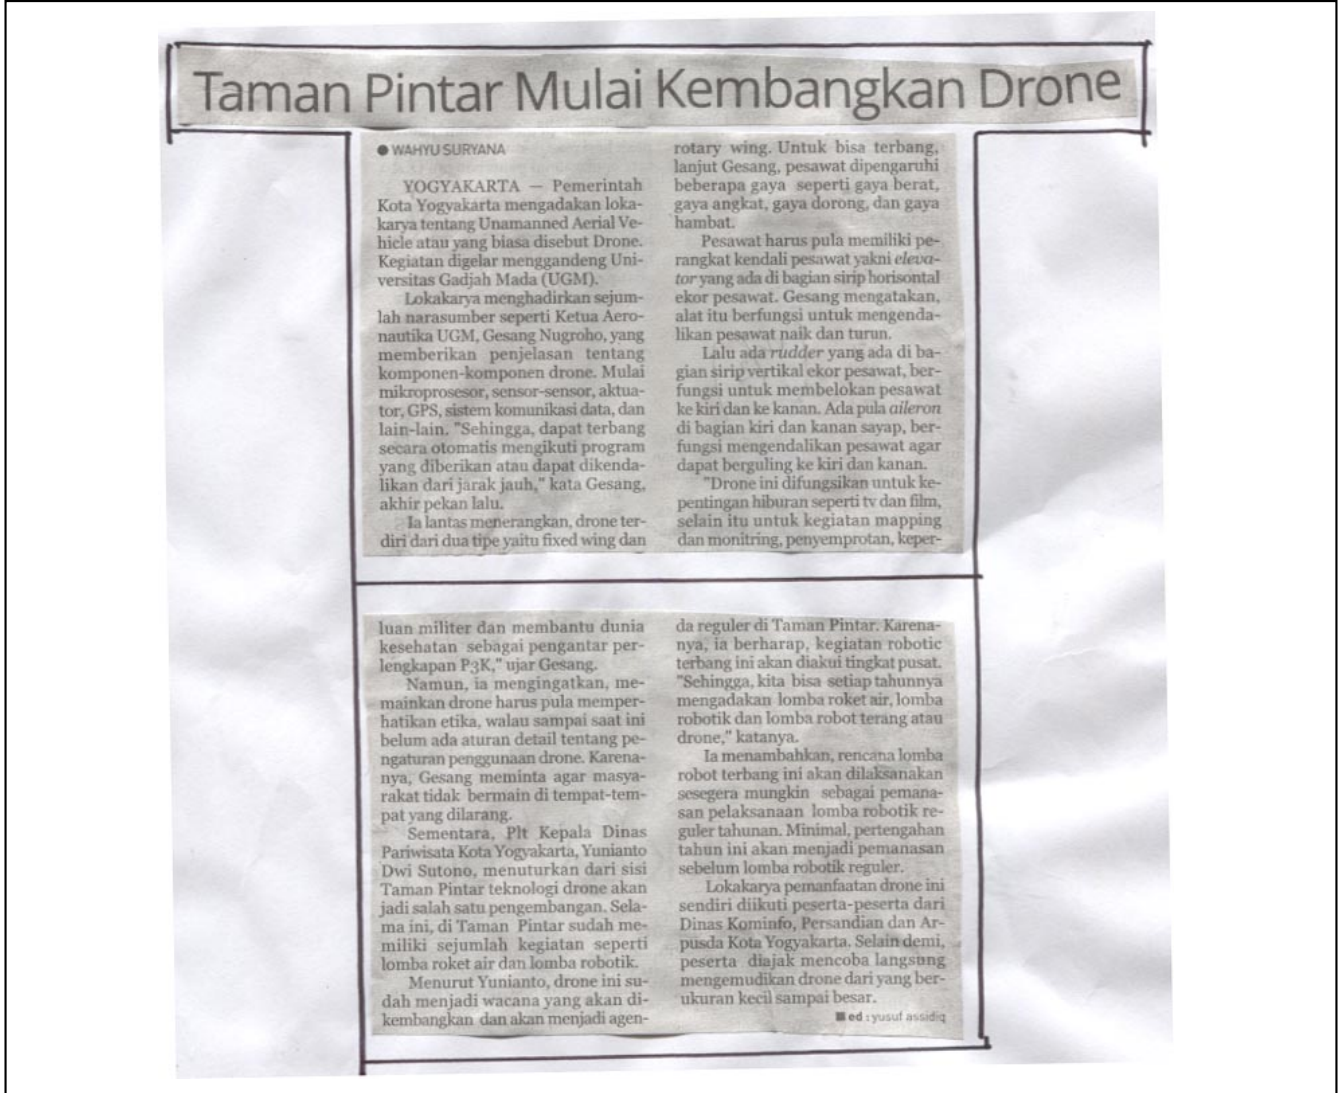 Taman Pintar Mulai Kembangkan Drone
● WAHYU SURYANA
YOGYAKARTA — Pemerintah
Kota Yogyakarta mengadakan loka-
karya tentang Unamanned Aerial Ve-
hicle atau yang biasa disebut Drone.
Kegiatan digelar menggandeng Uni-
versitas Gadjah Mada (UGM).
Lokakarya menghadirkan sejum-
lah narasumber seperti Ketua Aero-
nautika UGM, Gesang Nugroho, yang
memberikan penjelasan tentang
komponen-komponen drone. Mulai
mikroprosesor, sensor-sensor, aktua-
tor, GPS, sistem komunikasi data, dan
lain-lain. "Sehingga, dapat terbang
secara otomatis mengikuti program
yang diberikan atau dapat dikenda-
likan dari jarak jauh," kata Gesang,
akhir pekan lalu.
Ia lantas menerangkan, drone ter-
diri dari dua tipe yaitu fixed wing dan
rotary wing. Untuk bisa terbang,
lanjut Gesang, pesawat dipengaruhi
beberapa gaya seperti gaya berat,
gaya angkat, gaya dorong, dan gaya
hambat.
Pesawat harus pula memiliki pe-
rangkat kendali pesawat yakni eleva-
tor yang ada di bagian sirip horisontal
ekor pesawat. Gesang mengatakan,
alat itu berfungsi untuk mengenda-
likan pesawat naik dan turun.
Lalu ada rudder yang ada di ba-
gian sirip vertikal ekor pesawat, ber-
fungsi untuk membelokan pesawat
ke kiri dan ke kanan. Ada pula aileron
di bagian kiri dan kanan sayap, ber-
fungsi mengendalikan pesawat agar
dapat berguling ke kiri dan kanan.
"Drone ini difungsikan untuk ke-
pentingan hiburan seperti tv dan film,
selain itu untuk kegiatan mapping
dan monitring, penyemprotan, keper-
luan militer dan membantu dunia
kesehatan sebagai pengantar per-
lengkapan P3K," ujar Gesang.
Namun, ia mengingatkan, me-
mainkan drone harus pula memper-
hatikan etika, walau sampai saat ini
belum ada aturan detail tentang pe-
ngaturan penggunaan drone. Karena-
nya, Gesang meminta agar masya-
rakat tidak bermain di tempat-tem-
pat yang dilarang.
Sementara, Plt Kepala Dinas
Pariwisata Kota Yogyakarta, Yunianto
Dwi Sutono, menuturkan dari sisi
Taman Pintar teknologi drone akan
jadi salah satu pengembangan. Sela-
ma ini, di Taman Pintar sudah me-
miliki sejumlah kegiatan seperti
lomba roket air dan lomba robotik.
Menurut Yunianto, drone ini su-
dah menjadi wacana yang akan di-
kembangkan dan akan menjadi agen-
da reguler di Taman Pintar. Karena-
nya, ia berharap, kegiatan robotic
terbang ini akan diakui tingkat pusat.
"Sehingga, kita bisa setiap tahunnya
mengadakan lomba roket air, lomba
robotik dan lomba robot terang atau
drone," katanya.
Ia menambahkan, rencana lomba
robot terbang ini akan dilaksanakan
sesegera mungkin sebagai pemana-
san pelaksanaan lomba robotik re-
guler tahunan. Minimal, pertengahan
tahun ini akan menjadi pemanasan
sebelum lomba robotik reguler.
Lokakarya pemanfaatan drone ini
sendiri diikuti peserta-peserta dari
Dinas Kominfo, Persandian dan Ar-
pusda Kota Yogyakarta. Selain demi,
peserta diajak mencoba langsung
mengemudikan drone dari yang ber-
ukuran kecil sampai besar.
■ ed : yusuf assidiq